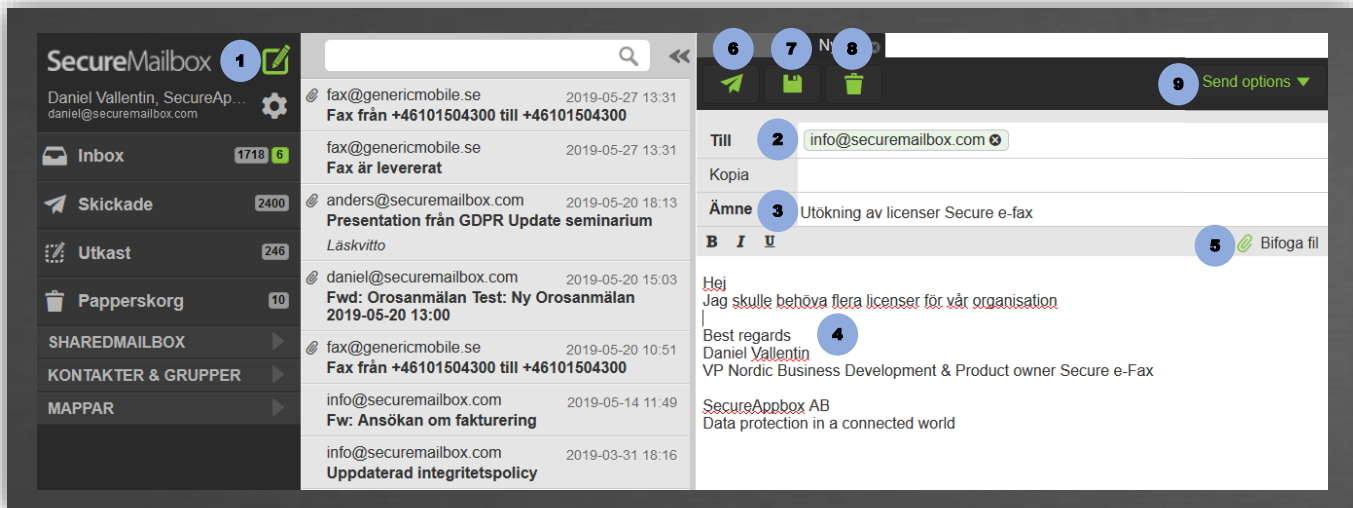 SecureMailbox
1
Daniel Vallentin, SecureAp...
daniel@securemailbox.com
Inbox 1718 6
Skickade 2400
Utkast 246
Papperskorg 10
SHAREDMAILBOX
KONTAKTER & GRUPPER
MAPPAR
fax@genericmobile.se 2019-05-27 13:31
Fax från +46101504300 till +46101504300
fax@genericmobile.se 2019-05-27 13:31
Fax är levererat
anders@securemailbox.com 2019-05-20 18:13
Presentation från GDPR Update seminarium
Läskvitto
daniel@securemailbox.com 2019-05-20 15:03
Fwd: Orosanmälan Test: Ny Orosanmälan
2019-05-20 13:00
fax@genericmobile.se 2019-05-20 10:51
Fax från +46101504300 till +46101504300
info@securemailbox.com 2019-05-14 11:49
Fw: Ansökan om fakturering
info@securemailbox.com 2019-03-31 18:16
Uppdaterad integritetspolicy
6 7 8
9 Send options
Till 2 info@securemailbox.com
Kopia
Ämne 3 Utökning av licenser Secure e-fax
B I U 5 Bifoga fil
Hej
Jag skulle behöva flera licenser för vår organisation
Best regards 4
Daniel Vallentin
VP Nordic Business Development & Product owner Secure e-Fax
SecureAppbox AB
Data protection in a connected world